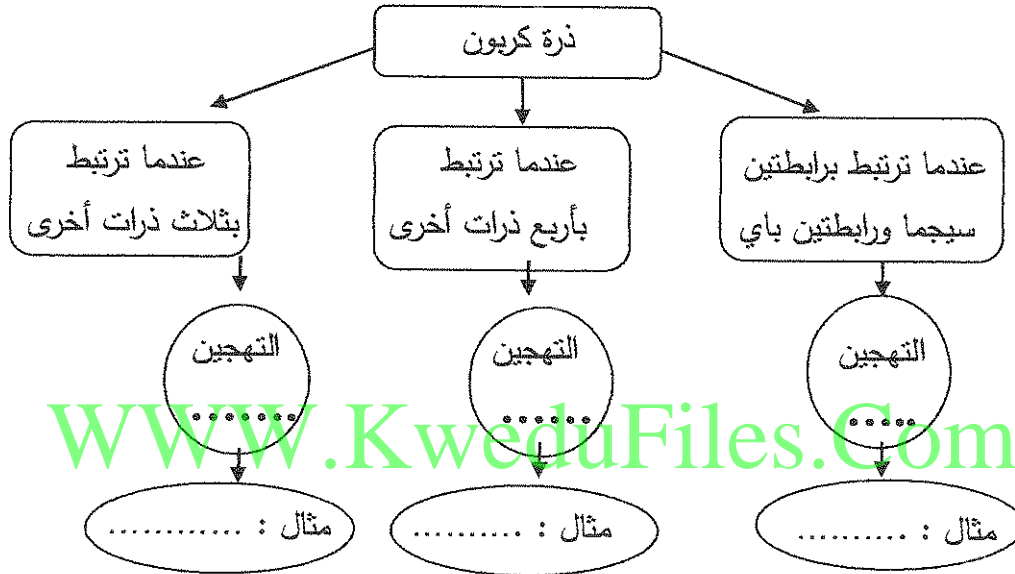 ذرة كربون
عندما ترتبط برابطتين
سيجما ورابطتين باي
عندما ترتبط
بأربع ذرات أخرى
عندما ترتبط
بثلاث ذرات أخرى
التهجين
.....
التهجين
......
التهجين
.......
WWW.KweduFiles.Com
مثال : ..........
مثال : ..........
مثال : ............